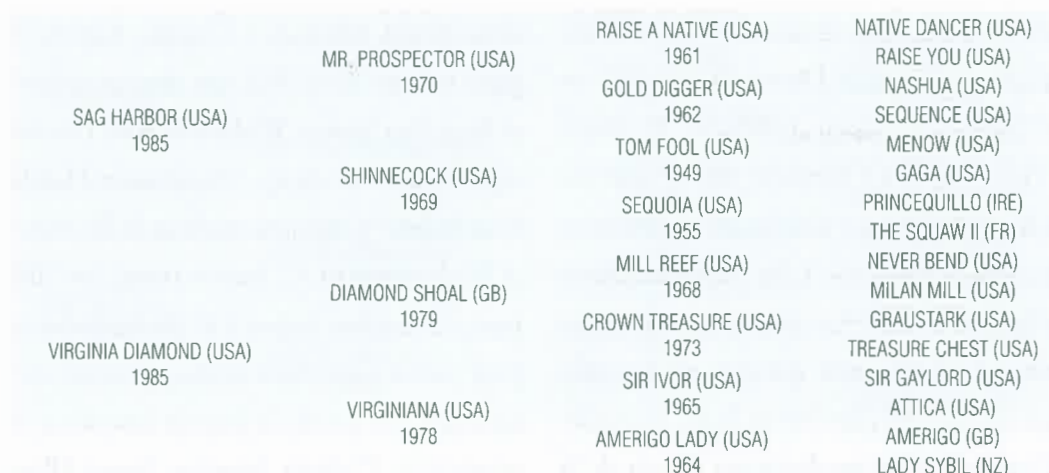 RAISE A NATIVE (USA) NATIVE DANCER (USA)
MR. PROSPECTOR (USA) 1961 RAISE YOU (USA)
1970 GOLD DIGGER (USA) NASHUA (USA)
SAG HARBOR (USA) 1962 SEQUENCE (USA)
1985 TOM FOOL (USA) MENOW (USA)
SHINNECOCK (USA) 1949 GAGA (USA)
1969 SEQUOIA (USA) PRINCEQUILLO (IRE)
1955 THE SQUAW II (FR)
MILL REEF (USA) NEVER BEND (USA)
DIAMOND SHOAL (GB) 1968 MILAN MILL (USA)
1979 CROWN TREASURE (USA) GRAUSTARK (USA)
VIRGINIA DIAMOND (USA) 1973 TREASURE CHEST (USA)
1985 SIR IVOR (USA) SIR GAYLORD (USA)
VIRGINIANA (USA) 1965 ATTICA (USA)
1978 AMERIGO LADY (USA) AMERIGO (GB)
1964 LADY SYBIL (NZ)